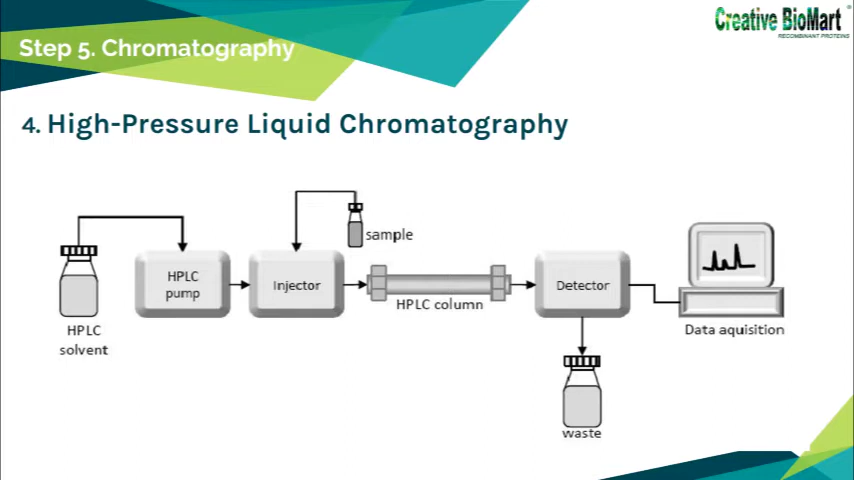 Creative BioMart®
RECOMBINANT PROTEINS
Step 5. Chromatography
4. High-Pressure Liquid Chromatography
sample
HPLC
pump
Injector
HPLC column
Detector
HPLC
solvent
Data aquisition
waste